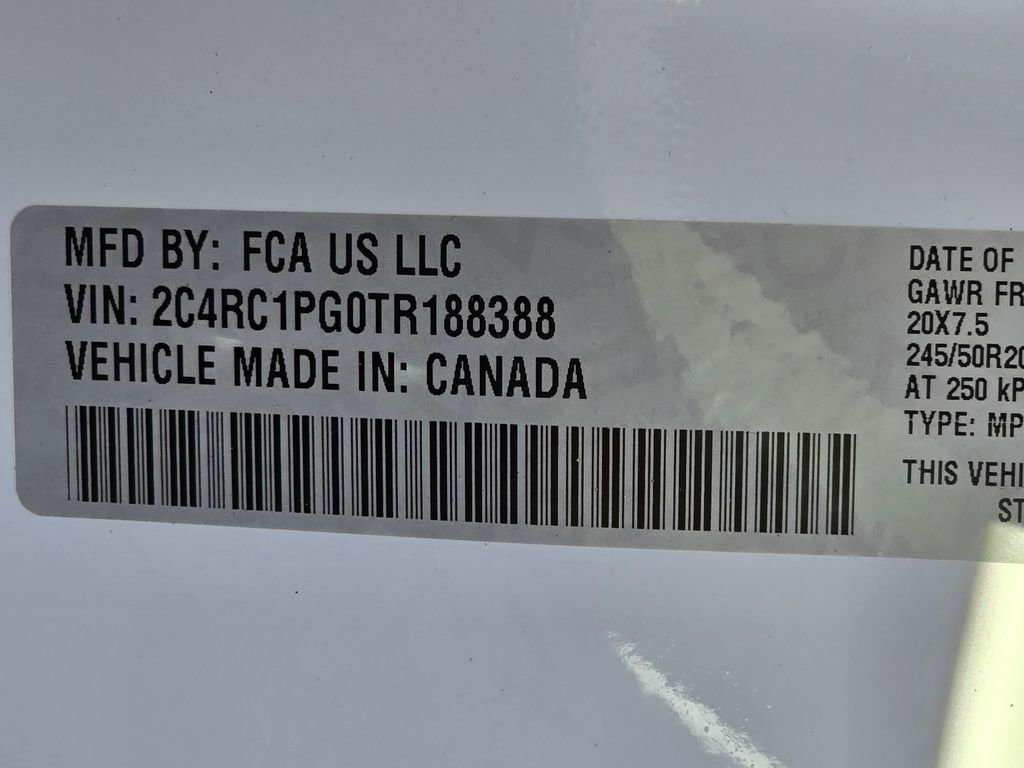 MFD BY: FCA US LLC
VIN: 2C4RC1PG0TR188388
VEHICLE MADE IN: CANADA
DATE OF
GAWR FR
20X7.5
245/50R20
AT 250 kP
TYPE: MP
THIS VEHI
ST